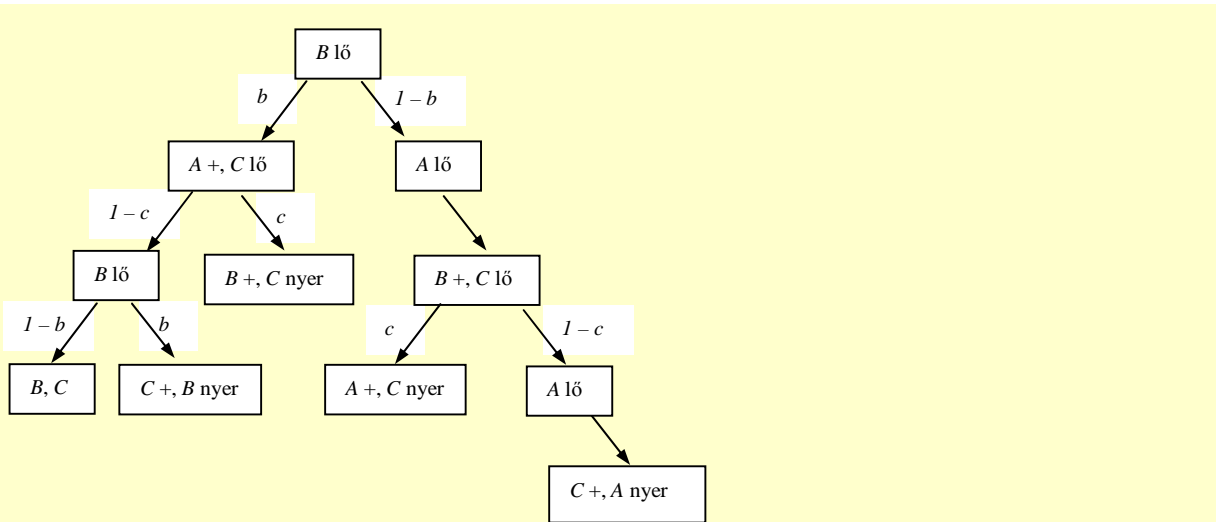 B lő
b
1 – b
A +, C lő
A lő
1 – c
c
B lő
B +, C nyer
B +, C lő
1 – b
b
c
1 – c
B, C
C +, B nyer
A +, C nyer
A lő
C +, A nyer